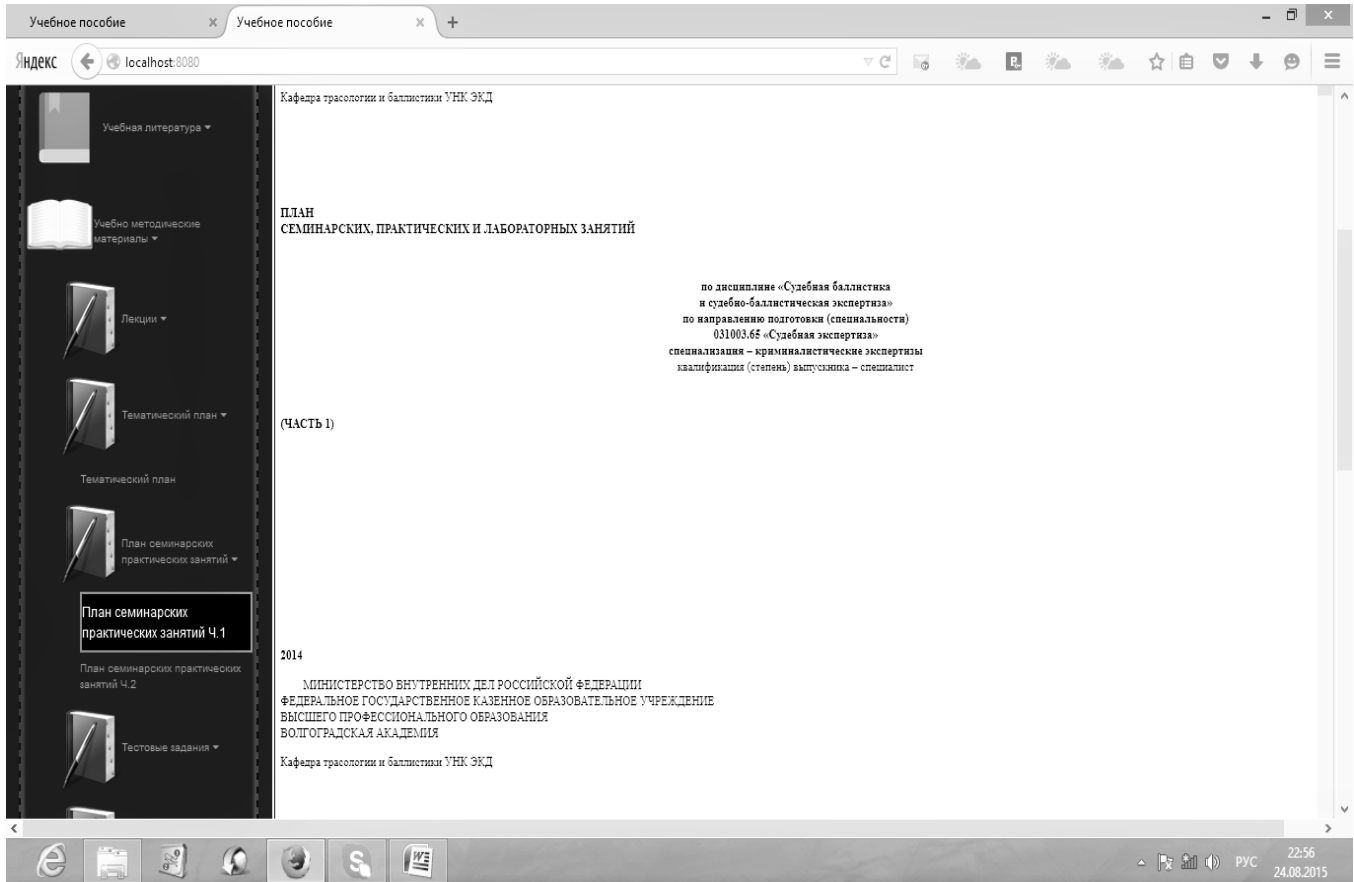 Учебное пособие
Учебное пособие
Яндекс
localhost:8080
Учебная литература
Учебно методические
материалы
Лекции
Тематический план
Тематический план
План семинарских
практических занятий
План семинарских
практических занятий Ч.1
План семинарских практических
занятий Ч.2
Тестовые задания
Кафедра трасологии и баллистики УНК ЭКД
ПЛАН
СЕМИНАРСКИХ, ПРАКТИЧЕСКИХ И ЛАБОРАТОРНЫХ ЗАНЯТИЙ
по дисциплине «Судебная баллистика
и судебно-баллистическая экспертиза»
по направлению подготовки (специальности)
031003.65 «Судебная экспертиза»
специализация – криминалистические экспертизы
квалификация (степень) выпускника – специалист
(ЧАСТЬ 1)
2014
МИНИСТЕРСТВО ВНУТРЕННИХ ДЕЛ РОССИЙСКОЙ ФЕДЕРАЦИИ
ФЕДЕРАЛЬНОЕ ГОСУДАРСТВЕННОЕ КАЗЕННОЕ ОБРАЗОВАТЕЛЬНОЕ УЧРЕЖДЕНИЕ
ВЫСШЕГО ПРОФЕССИОНАЛЬНОГО ОБРАЗОВАНИЯ
ВОЛГОГРАДСКАЯ АКАДЕМИЯ
Кафедра трасологии и баллистики УНК ЭКД
РУС
22:56
24.08.2015